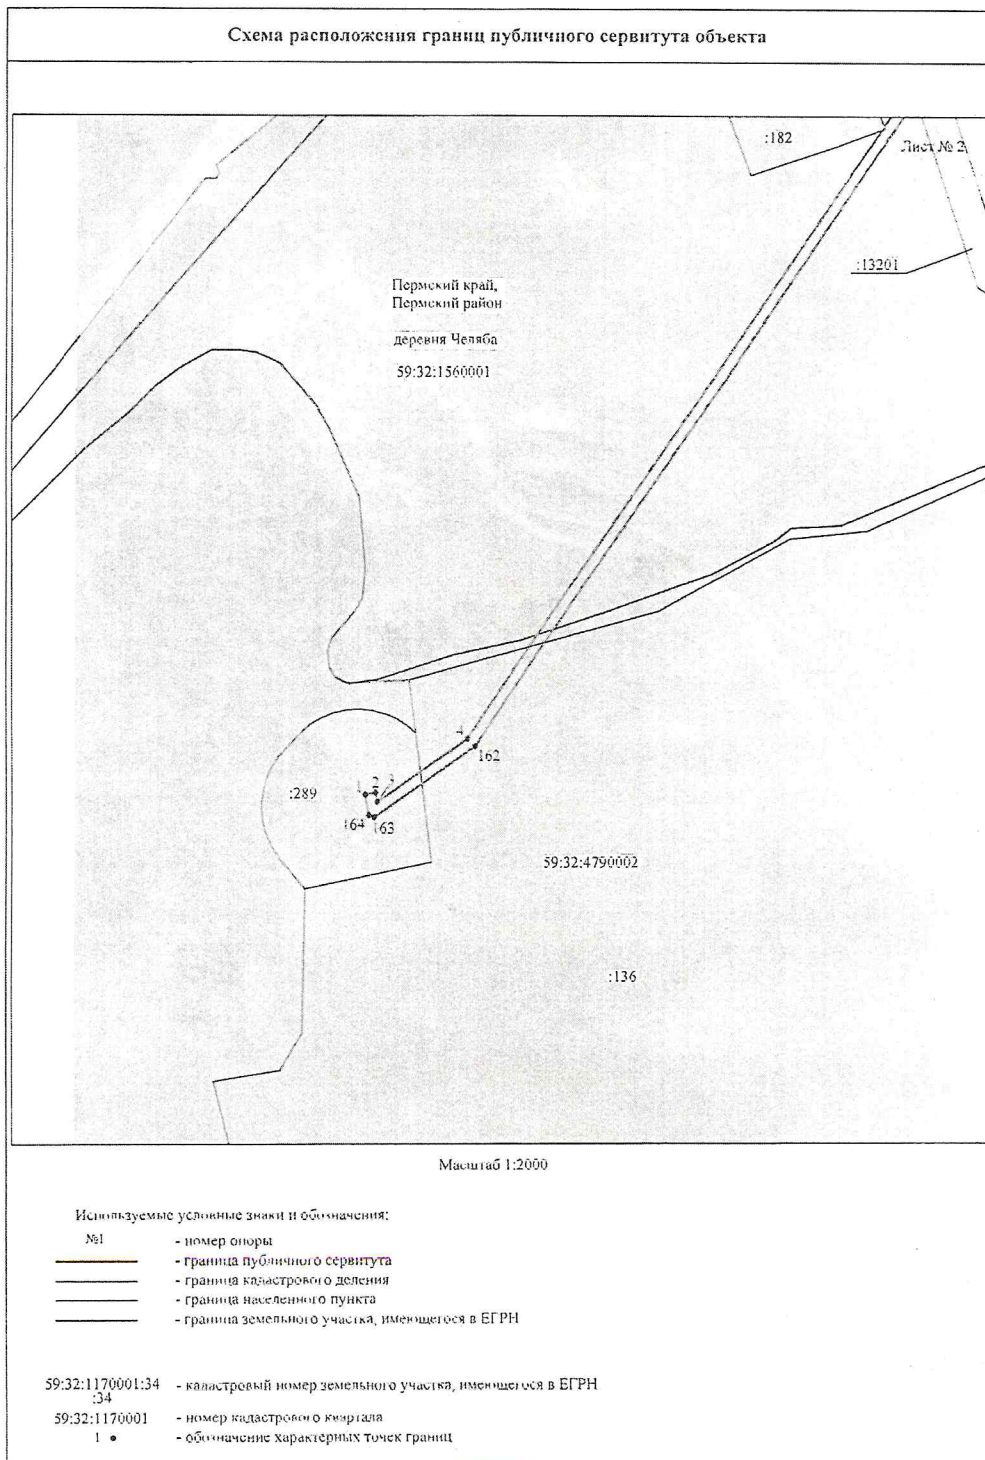 Схема расположения границ публичного сервитута объекта
:182
Лист № 2
:13201
Пермский край,
Пермский район
деревня Челяба
59:32:1560001
4
162
:289
1
2
3
164
163
59:32:4790002
:136
Масштаб 1:2000
Используемые условные знаки и обозначения:
№1 - номер опоры
- граница публичного сервитута
- граница кадастрового деления
- граница населенного пункта
- граница земельного участка, имеющегося в ЕГРН
59:32:1170001:34 - кадастровый номер земельного участка, имеющегося в ЕГРН
:34
59:32:1170001 - номер кадастрового квартала
1 ● - обозначение характерных точек границ